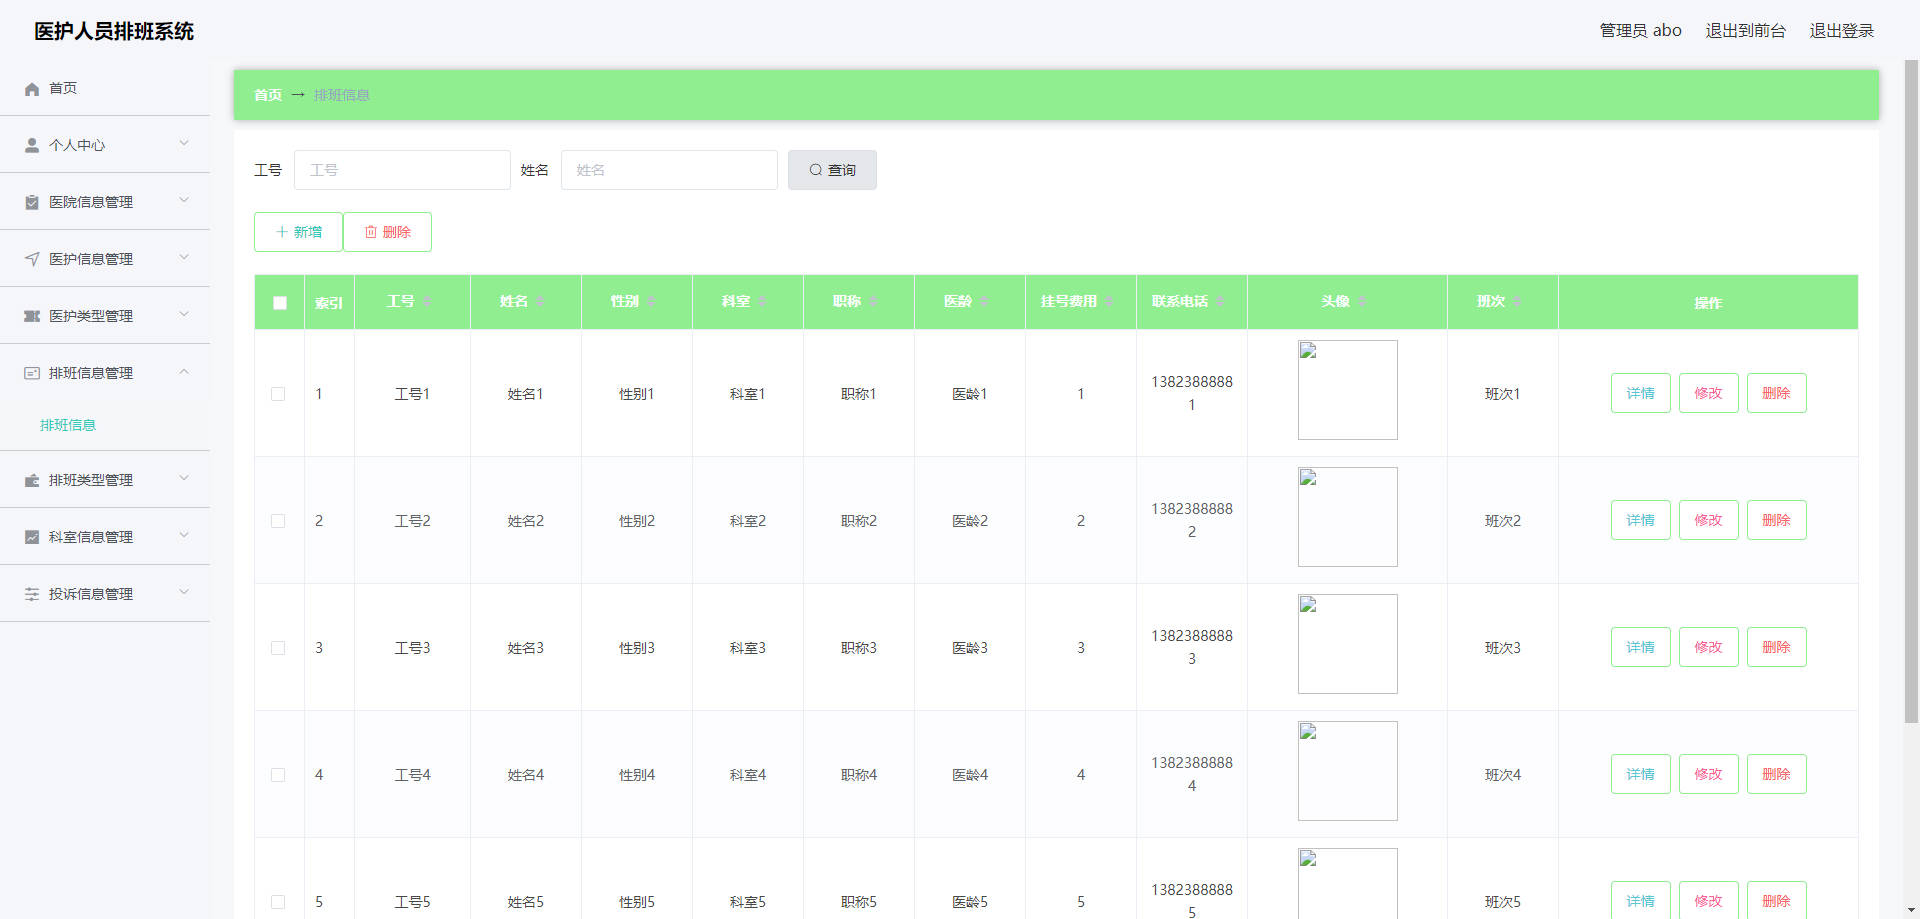 医护人员排班系统
管理员 abo 退出到前台 退出登录
首页
个人中心
医院信息管理
医护信息管理
医护类型管理
排班信息管理
排班信息
排班类型管理
科室信息管理
投诉信息管理
首页 → 排班信息
工号 工号 姓名 姓名 查询
新增 删除
索引 工号 姓名 性别 科室 职称 医龄 挂号费用 联系电话 头像 班次 操作
1 工号1 姓名1 性别1 科室1 职称1 医龄1 1 1382388888
1
班次1 详情 修改 删除
2 工号2 姓名2 性别2 科室2 职称2 医龄2 2 1382388888
2
班次2 详情 修改 删除
3 工号3 姓名3 性别3 科室3 职称3 医龄3 3 1382388888
3
班次3 详情 修改 删除
4 工号4 姓名4 性别4 科室4 职称4 医龄4 4 1382388888
4
班次4 详情 修改 删除
5 工号5 姓名5 性别5 科室5 职称5 医龄5 5 1382388888
5
班次5 详情 修改 删除